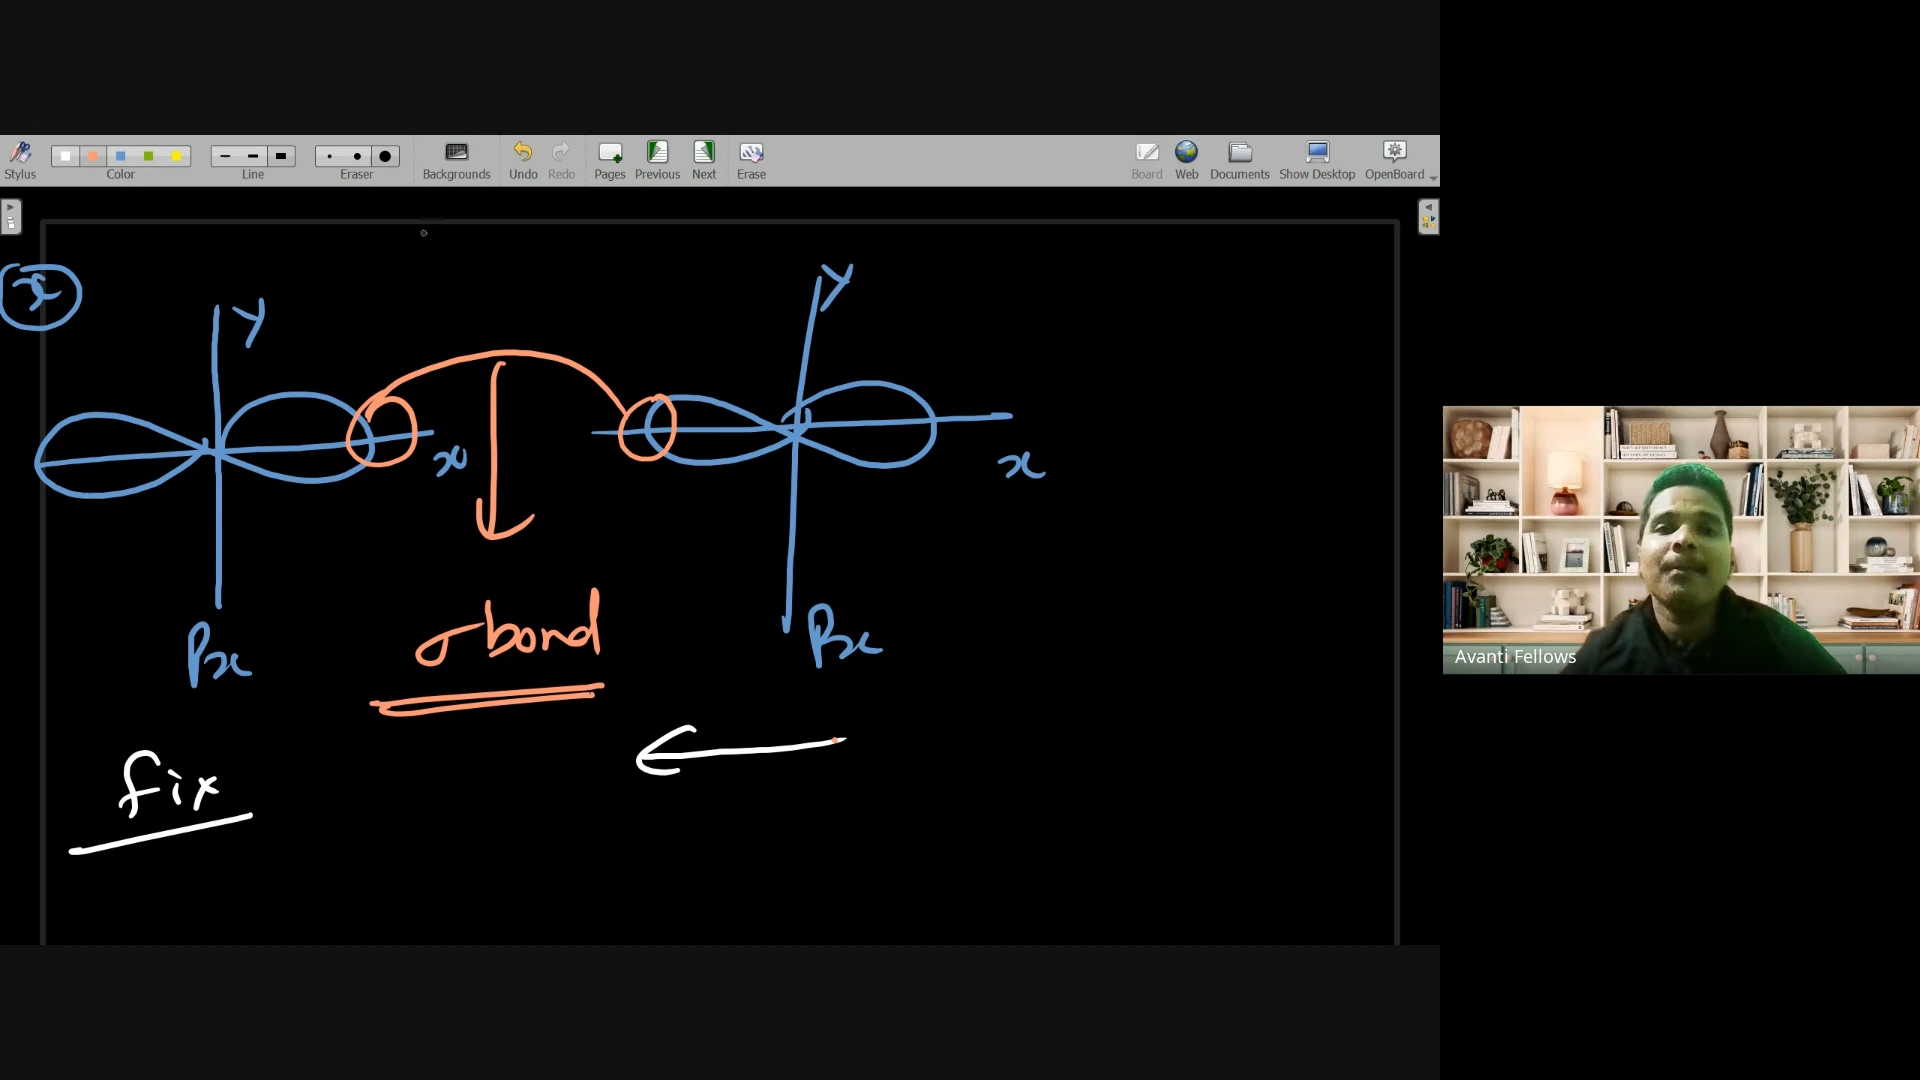 Stylus
Color
Line
Eraser
Backgrounds
Undo
Redo
Pages
Previous
Next
Erase
Board
Web
Documents
Show Desktop
OpenBoard
x
Y
Y
x
x
σ bond
Px
Px
fix
Avanti Fellows